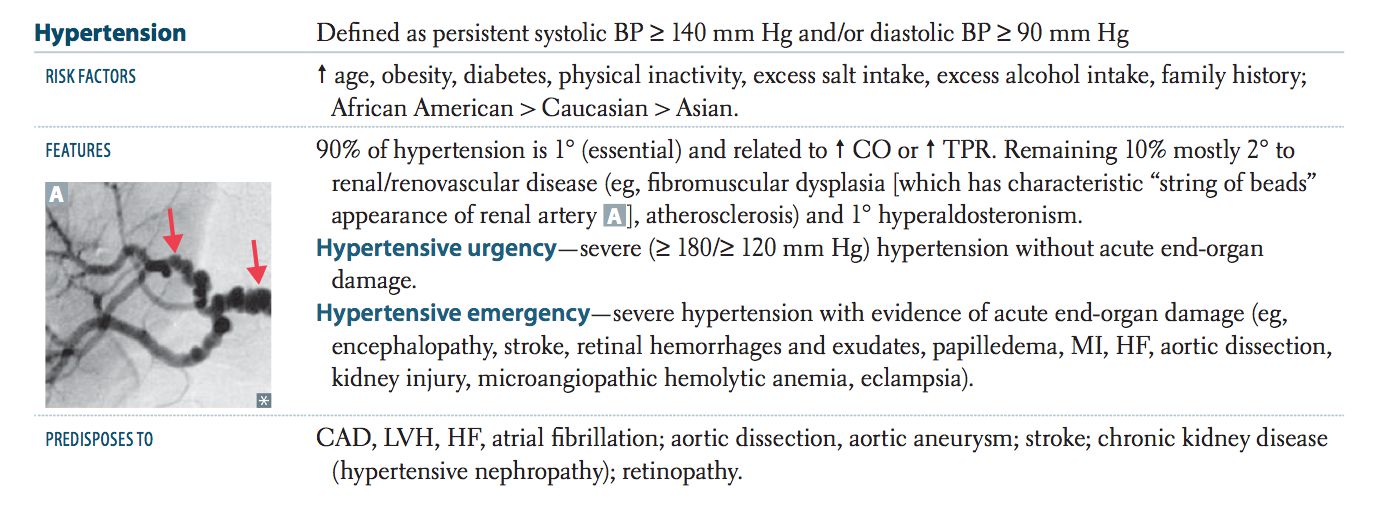 Hypertension Defined as persistent systolic BP ≥ 140 mm Hg and/or diastolic BP ≥ 90 mm Hg
RISK FACTORS ↑ age, obesity, diabetes, physical inactivity, excess salt intake, excess alcohol intake, family history;
African American > Caucasian > Asian.
FEATURES 90% of hypertension is 1° (essential) and related to ↑ CO or ↑ TPR. Remaining 10% mostly 2° to
renal/renovascular disease (eg, fibromuscular dysplasia [which has characteristic “string of beads”
appearance of renal artery A], atherosclerosis) and 1° hyperaldosteronism.
Hypertensive urgency—severe (≥ 180/≥ 120 mm Hg) hypertension without acute end-organ
damage.
Hypertensive emergency—severe hypertension with evidence of acute end-organ damage (eg,
encephalopathy, stroke, retinal hemorrhages and exudates, papilledema, MI, HF, aortic dissection,
kidney injury, microangiopathic hemolytic anemia, eclampsia).
A
PREDISPOSES TO CAD, LVH, HF, atrial fibrillation; aortic dissection, aortic aneurysm; stroke; chronic kidney disease
(hypertensive nephropathy); retinopathy.